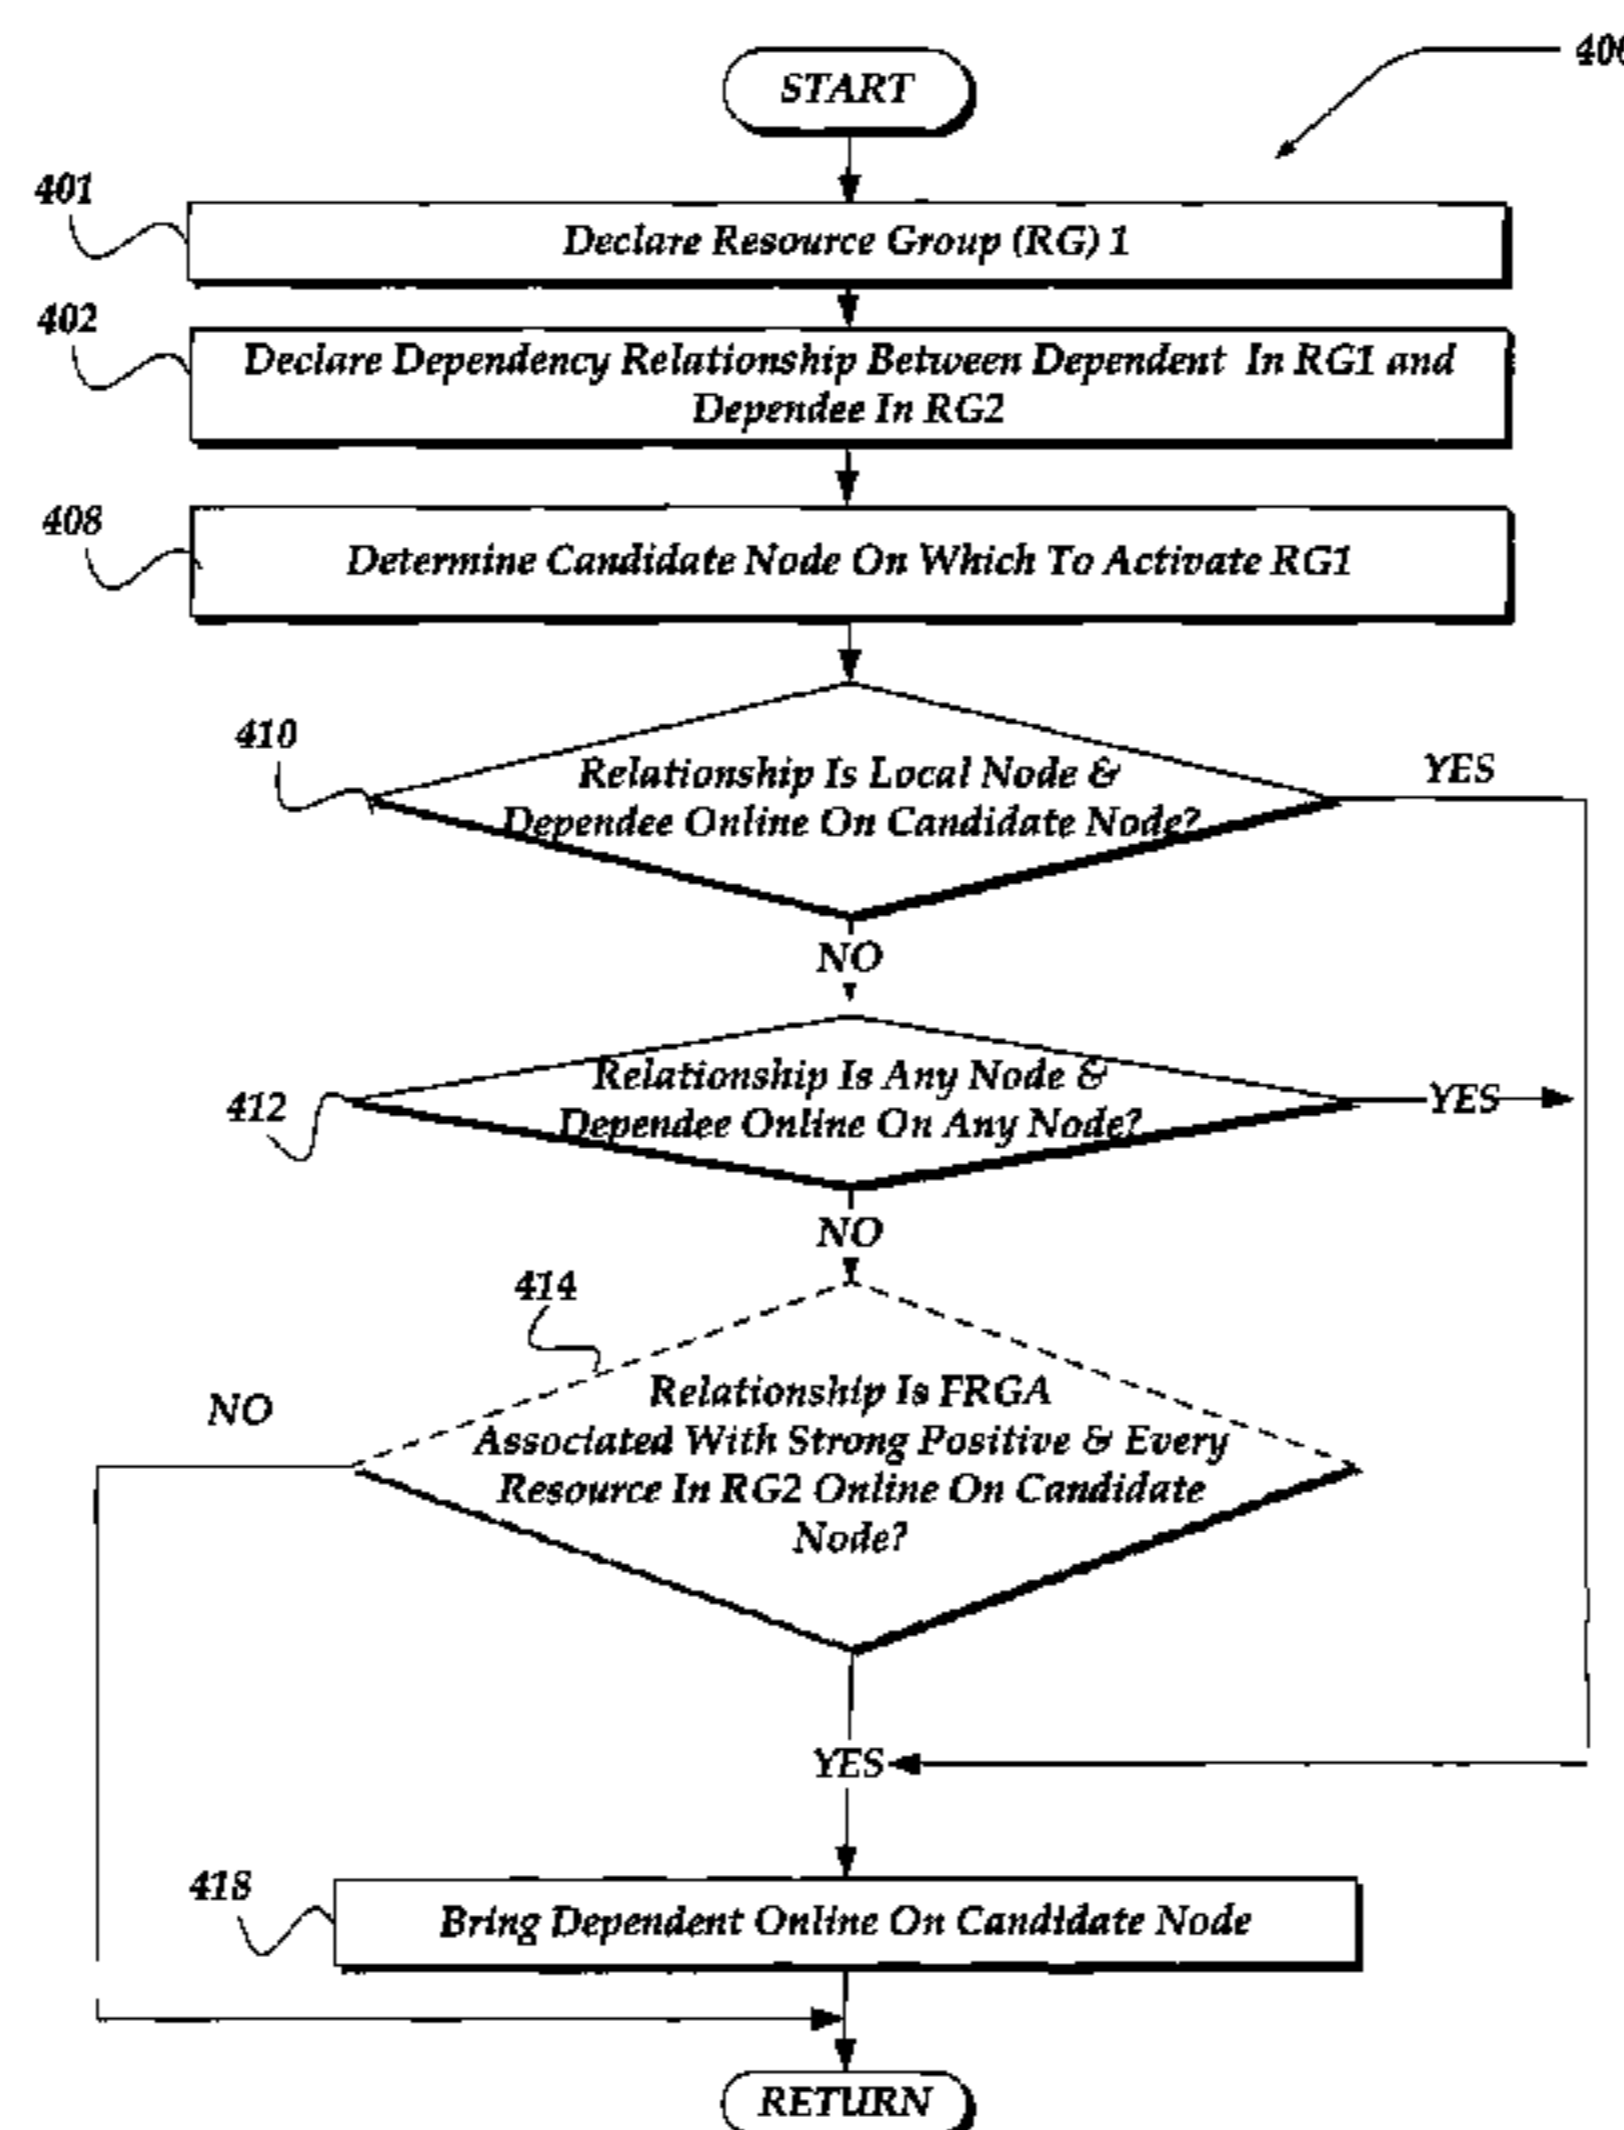 400
START
401
Declare Resource Group (RG) 1
402
Declare Dependency Relationship Between Dependent In RG1 and
Dependee In RG2
408
Determine Candidate Node On Which To Activate RG1
410
Relationship Is Local Node &
Dependee Online On Candidate Node?
YES
NO
412
Relationship Is Any Node &
Dependee Online On Any Node?
YES
NO
414
NO
Relationship Is FRGA
Associated With Strong Positive & Every
Resource In RG2 Online On Candidate
Node?
YES
418
Bring Dependent Online On Candidate Node
RETURN